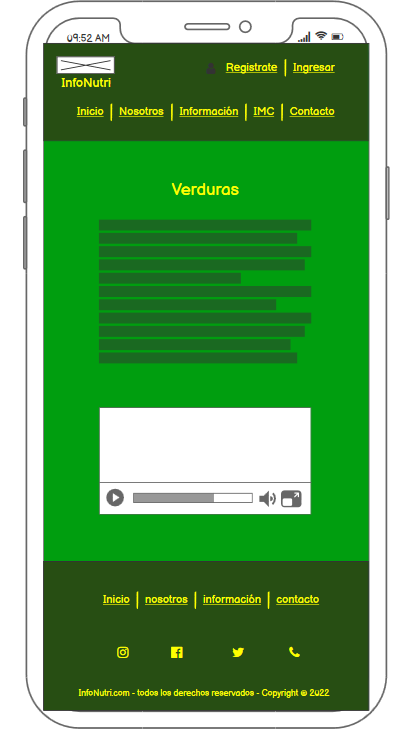 09:52 AM
Registrate | Ingresar
InfoNutri
Inicio | Nosotros | Información | IMC | Contacto
Verduras
Inicio | nosotros | información | contacto
InfoNutri.com - todos los derechos reservados - Copyright © 2022